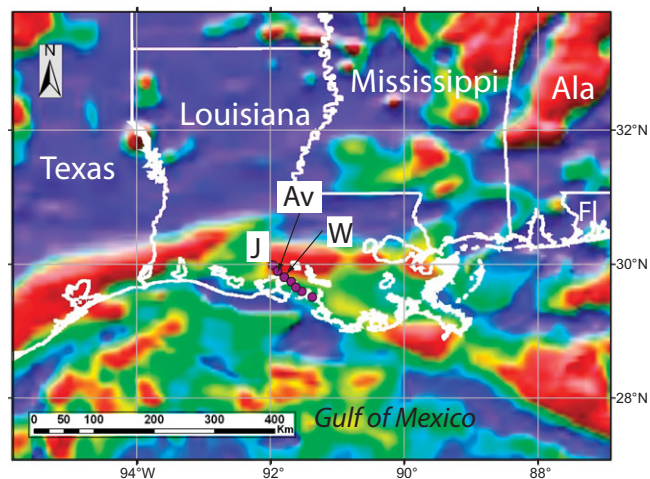 N
Mississippi
Ala
Louisiana
32°N
Texas
Av
Fl
J
W
30°N
28°N
0 50 100 200 300 400
Km
Gulf of Mexico
94°W 92° 90° 88°